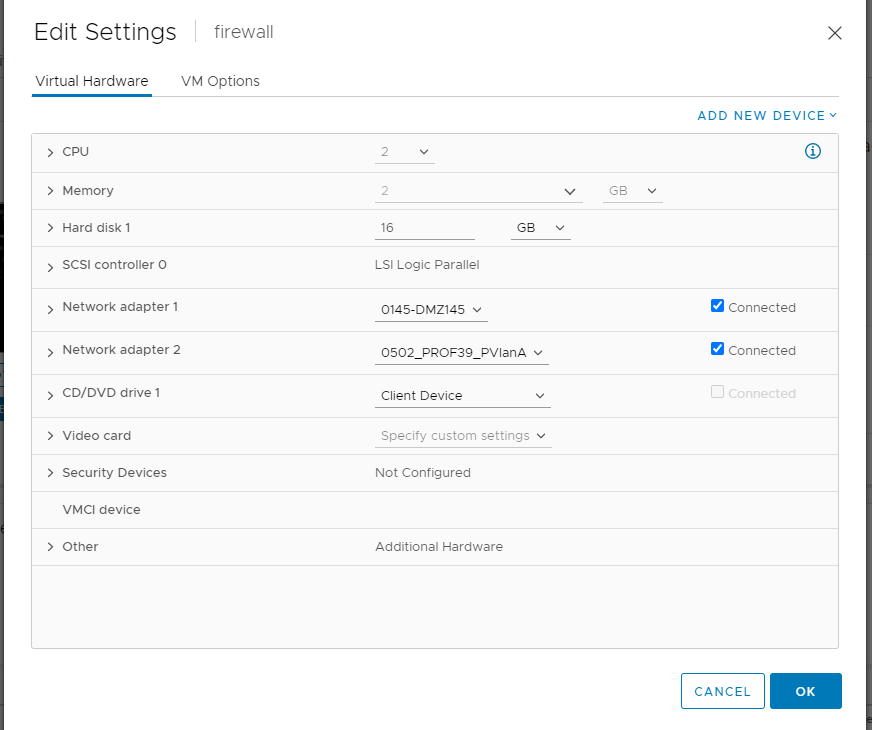 Edit Settings firewall
Virtual Hardware VM Options
ADD NEW DEVICE
CPU 2
Memory 2 GB
Hard disk 1 16 GB
SCSI controller 0 LSI Logic Parallel
Network adapter 1 0145-DMZ145 Connected
Network adapter 2 0502_PROF39_PVlanA Connected
CD/DVD drive 1 Client Device Connected
Video card Specify custom settings
Security Devices Not Configured
VMCI device
Other Additional Hardware
CANCEL OK